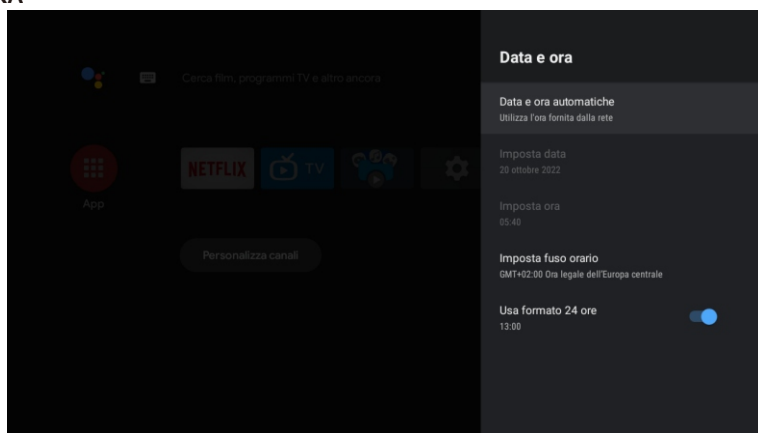 Data e ora
Cerca film, programmi TV e altro ancora
Data e ora automatiche
Utilizza l'ora fornita dalla rete
Imposta data
20 ottobre 2022
NETFLIX
TV
App
Imposta ora
05:40
Personalizza canali
Imposta fuso orario
GMT+02:00 Ora legale dell'Europa centrale
Usa formato 24 ore
13:00